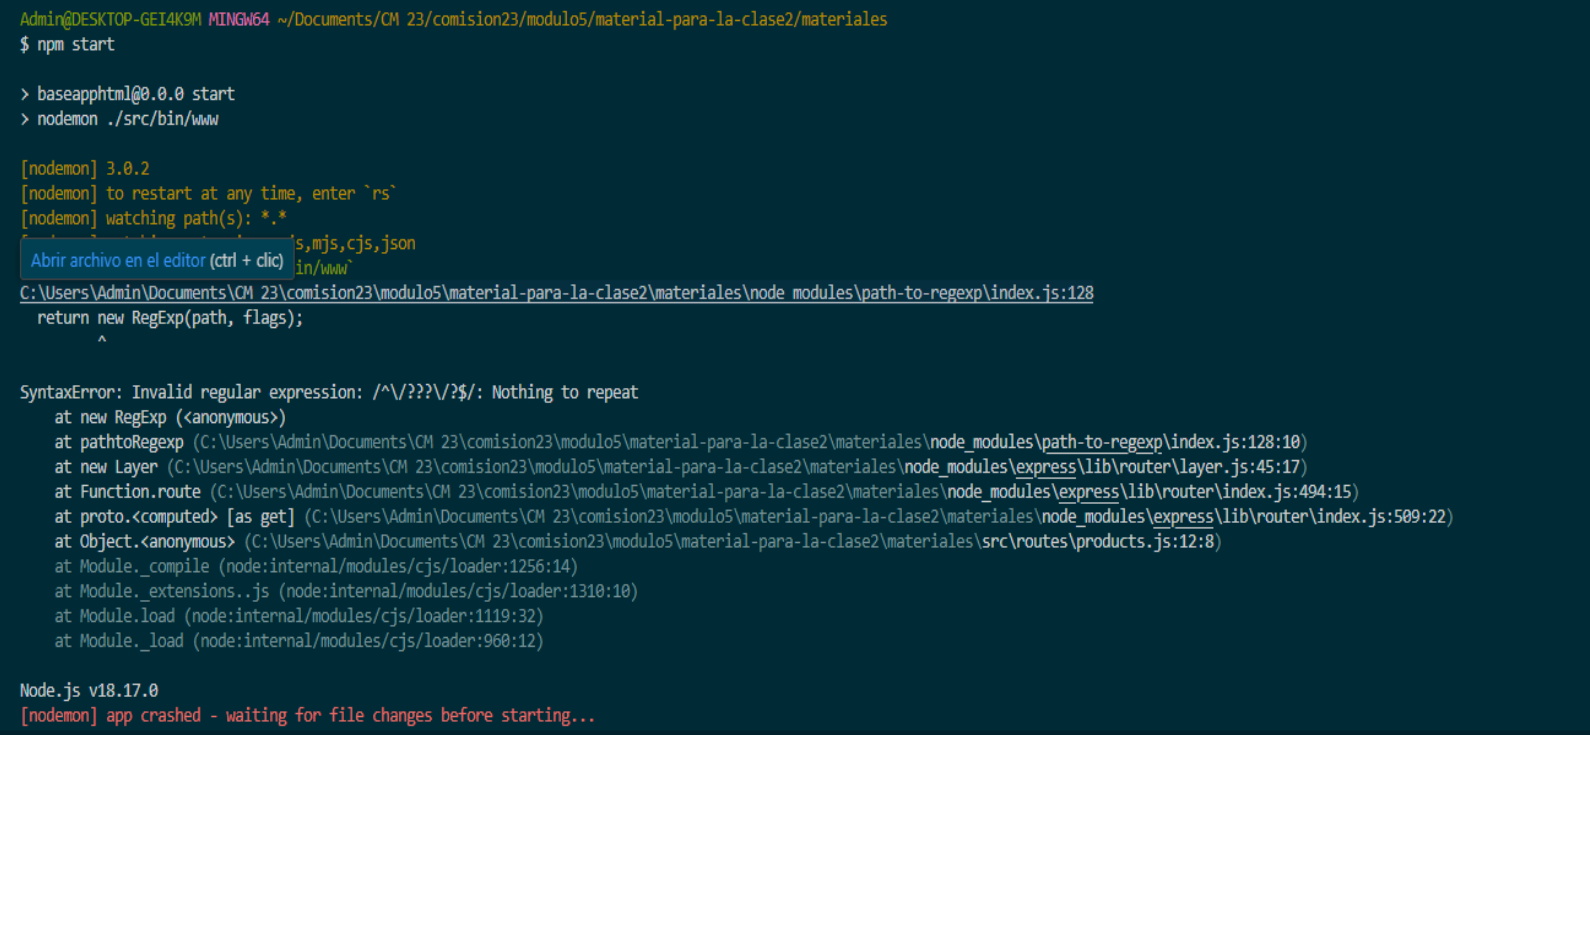 Admin@DESKTOP-GEI4K9M MINGW64 ~/Documents/CM 23/comision23/modulo5/material-para-la-clase2/materiales
$ npm start
> baseapphtml@0.0.0 start
> nodemon ./src/bin/www
[nodemon] 3.0.2
[nodemon] to restart at any time, enter `rs`
[nodemon] watching path(s): *.*
s,mjs,cjs,json
Abrir archivo en el editor (ctrl + clic) in/www`
C:\Users\Admin\Documents\CM 23\comision23\modulo5\material-para-la-clase2\materiales\node_modules\path-to-regexp\index.js:128
return new RegExp(path, flags);
^
SyntaxError: Invalid regular expression: /^\/???\/?$/: Nothing to repeat
at new RegExp (<anonymous>)
at pathtoRegexp (C:\Users\Admin\Documents\CM 23\comision23\modulo5\material-para-la-clase2\materiales\node_modules\path-to-regexp\index.js:128:10)
at new Layer (C:\Users\Admin\Documents\CM 23\comision23\modulo5\material-para-la-clase2\materiales\node_modules\express\lib\router\layer.js:45:17)
at Function.route (C:\Users\Admin\Documents\CM 23\comision23\modulo5\material-para-la-clase2\materiales\node_modules\express\lib\router\index.js:494:15)
at proto.<computed> [as get] (C:\Users\Admin\Documents\CM 23\comision23\modulo5\material-para-la-clase2\materiales\node_modules\express\lib\router\index.js:509:22)
at Object.<anonymous> (C:\Users\Admin\Documents\CM 23\comision23\modulo5\material-para-la-clase2\materiales\src\routes\products.js:12:8)
at Module._compile (node:internal/modules/cjs/loader:1256:14)
at Module._extensions..js (node:internal/modules/cjs/loader:1310:10)
at Module.load (node:internal/modules/cjs/loader:1119:32)
at Module._load (node:internal/modules/cjs/loader:960:12)
Node.js v18.17.0
[nodemon] app crashed - waiting for file changes before starting...